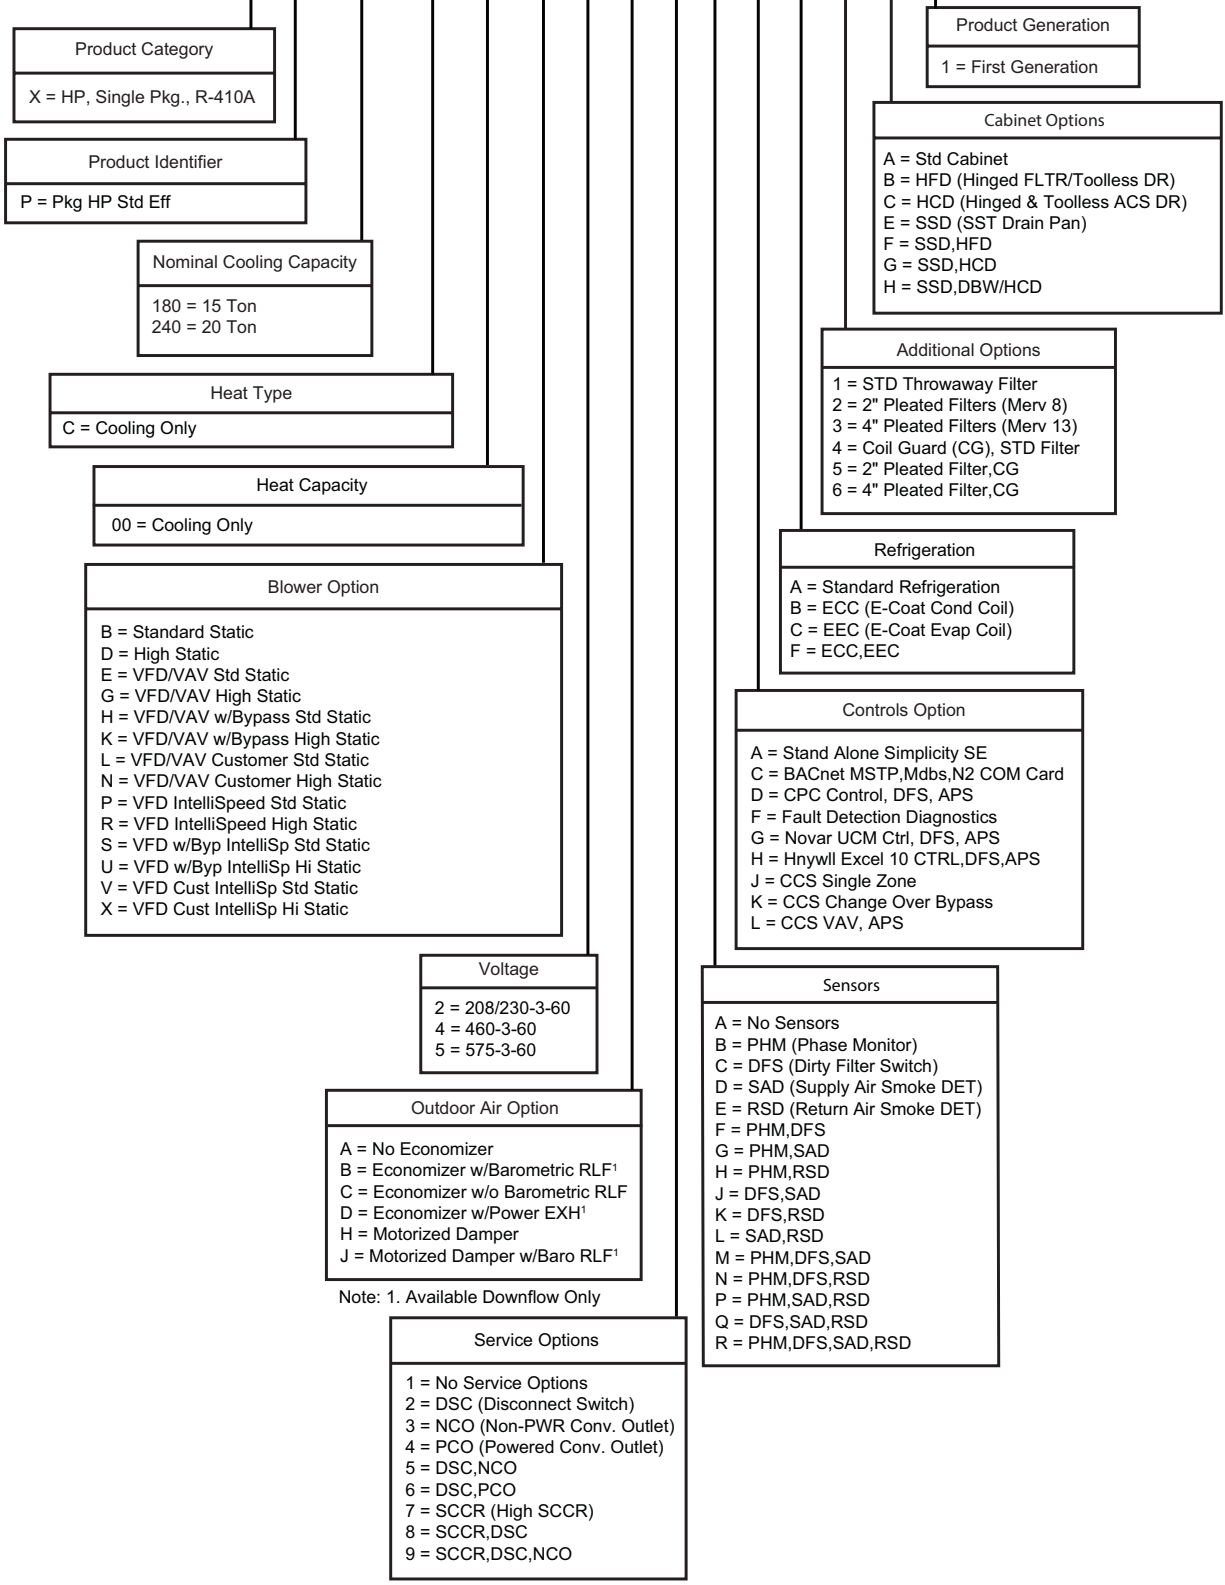 Product Category
X = HP, Single Pkg., R-410A
Product Identifier
P = Pkg HP Std Eff
Nominal Cooling Capacity
180 = 15 Ton
240 = 20 Ton
Heat Type
C = Cooling Only
Heat Capacity
00 = Cooling Only
Blower Option
B = Standard Static
D = High Static
E = VFD/VAV Std Static
G = VFD/VAV High Static
H = VFD/VAV w/Bypass Std Static
K = VFD/VAV w/Bypass High Static
L = VFD/VAV Customer Std Static
N = VFD/VAV Customer High Static
P = VFD IntelliSpeed Std Static
R = VFD IntelliSpeed High Static
S = VFD w/Byp IntelliSp Std Static
U = VFD w/Byp IntelliSp Hi Static
V = VFD Cust IntelliSp Std Static
X = VFD Cust IntelliSp Hi Static
Voltage
2 = 208/230-3-60
4 = 460-3-60
5 = 575-3-60
Outdoor Air Option
A = No Economizer
B = Economizer w/Barometric RLF¹
C = Economizer w/o Barometric RLF
D = Economizer w/Power EXH¹
H = Motorized Damper
J = Motorized Damper w/Baro RLF¹
Note: 1. Available Downflow Only
Service Options
1 = No Service Options
2 = DSC (Disconnect Switch)
3 = NCO (Non-PWR Conv. Outlet)
4 = PCO (Powered Conv. Outlet)
5 = DSC,NCO
6 = DSC,PCO
7 = SCCR (High SCCR)
8 = SCCR,DSC
9 = SCCR,DSC,NCO
Product Generation
1 = First Generation
Cabinet Options
A = Std Cabinet
B = HFD (Hinged FLTR/Toolless DR)
C = HCD (Hinged & Toolless ACS DR)
E = SSD (SST Drain Pan)
F = SSD,HFD
G = SSD,HCD
H = SSD,DBW/HCD
Additional Options
1 = STD Throwaway Filter
2 = 2" Pleated Filters (Merv 8)
3 = 4" Pleated Filters (Merv 13)
4 = Coil Guard (CG), STD Filter
5 = 2" Pleated Filter,CG
6 = 4" Pleated Filter,CG
Refrigeration
A = Standard Refrigeration
B = ECC (E-Coat Cond Coil)
C = EEC (E-Coat Evap Coil)
F = ECC,EEC
Controls Option
A = Stand Alone Simplicity SE
C = BACnet MSTP,Mdbs,N2 COM Card
D = CPC Control, DFS, APS
F = Fault Detection Diagnostics
G = Novar UCM Ctrl, DFS, APS
H = Hnywll Excel 10 CTRL,DFS,APS
J = CCS Single Zone
K = CCS Change Over Bypass
L = CCS VAV, APS
Sensors
A = No Sensors
B = PHM (Phase Monitor)
C = DFS (Dirty Filter Switch)
D = SAD (Supply Air Smoke DET)
E = RSD (Return Air Smoke DET)
F = PHM,DFS
G = PHM,SAD
H = PHM,RSD
J = DFS,SAD
K = DFS,RSD
L = SAD,RSD
M = PHM,DFS,SAD
N = PHM,DFS,RSD
P = PHM,SAD,RSD
Q = DFS,SAD,RSD
R = PHM,DFS,SAD,RSD